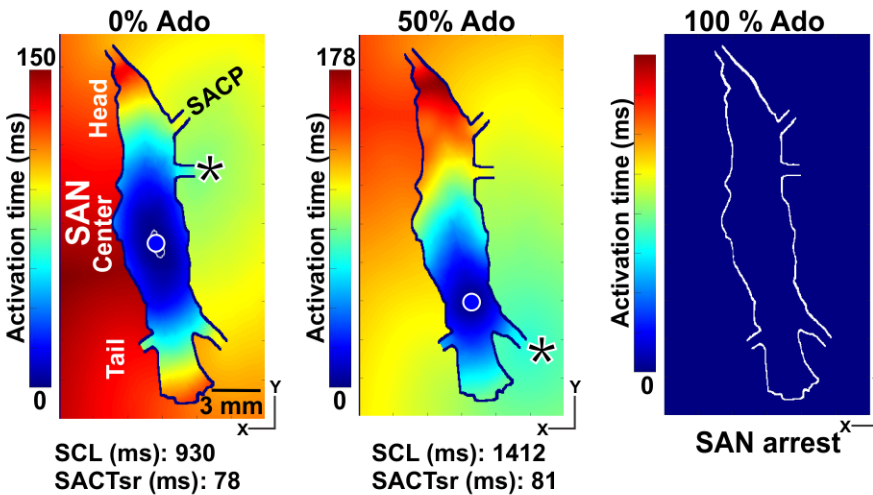 0% Ado
50% Ado
100 % Ado
150
Activation time (ms)
0
Head
SAN
Center
Tail
SACP
*
3 mm
Y
X
SCL (ms): 930
SACTsr (ms): 78
178
Activation time (ms)
0
*
Y
X
SCL (ms): 1412
SACTsr (ms): 81
Activation time (ms)
0
X
SAN arrest